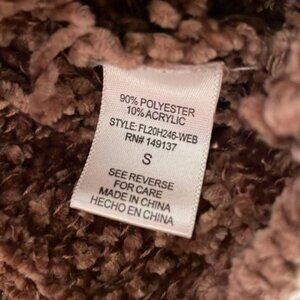 90% POLYESTER
10% ACRYLIC
STYLE: FL20H246-WEB
RN# 149137
S
SEE REVERSE
FOR CARE
MADE IN CHINA
HECHO EN CHINA